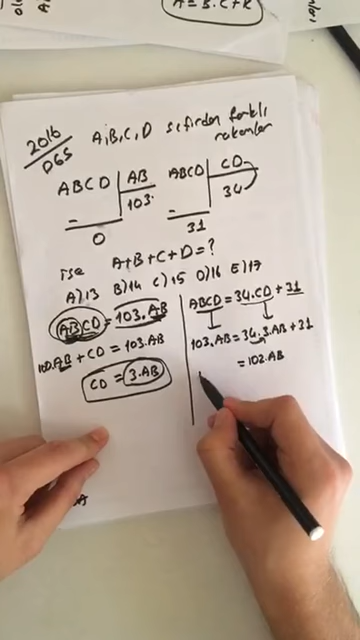 A = B.C+K
2016
DGS
A,B,C,D sıfırdan farklı
rakamlar
ABCD AB
103
-
0
ABCD CD
34
-
31
ise A+B+C+D=?
A) 13 B) 14 C) 15 D) 16 E) 17
ABCD = 103.AB
100.AB + CD = 103.AB
CD = 3.AB
ABCD = 34.CD + 31
103.AB = 34.3.AB + 31
= 102.AB